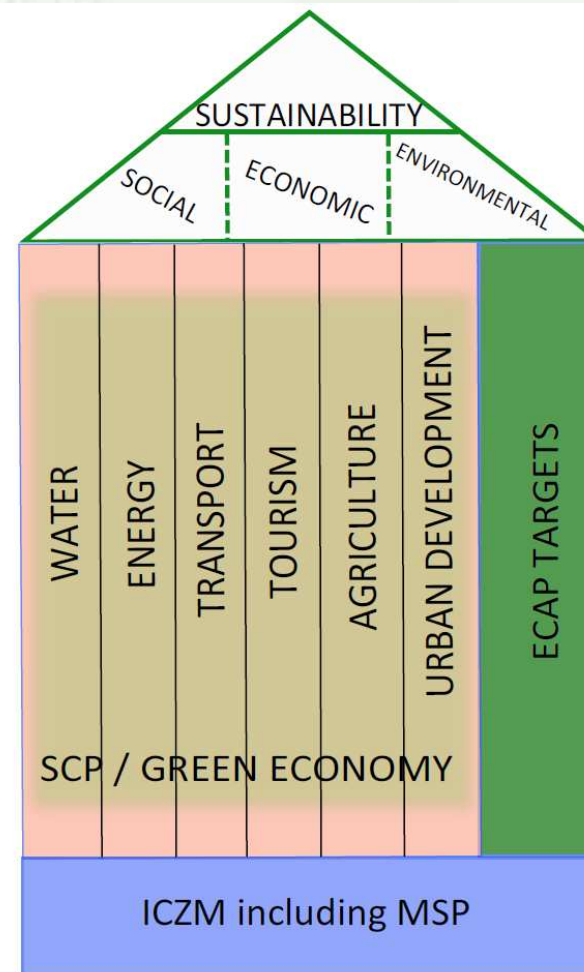 SUSTAINABILITY
SOCIAL
ECONOMIC
ENVIRONMENTAL
WATER
ENERGY
TRANSPORT
TOURISM
AGRICULTURE
URBAN DEVELOPMENT
ECAP TARGETS
SCP / GREEN ECONOMY
ICZM including MSP